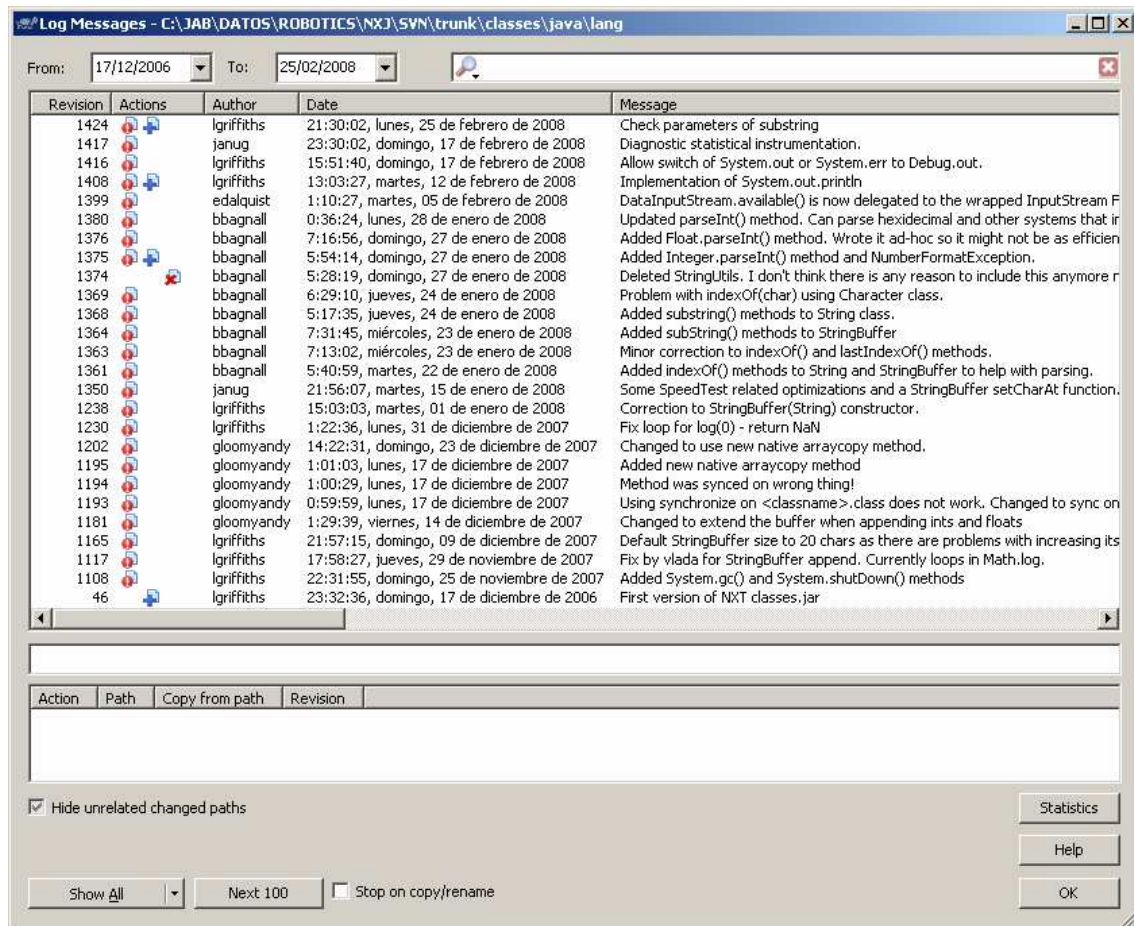 Log Messages - C:\JAB\DATOS\ROBOTICS\NXJ\SVN\trunk\classes\java\lang
From: 17/12/2006 To: 25/02/2008
Revision Actions Author Date Message
1424 lgriffiths 21:30:02, lunes, 25 de febrero de 2008 Check parameters of substring
1417 janug 23:30:02, domingo, 17 de febrero de 2008 Diagnostic statistical instrumentation.
1416 lgriffiths 15:51:40, domingo, 17 de febrero de 2008 Allow switch of System.out or System.err to Debug.out.
1408 lgriffiths 13:03:27, martes, 12 de febrero de 2008 Implementation of System.out.println
1399 edalquist 1:10:27, martes, 05 de febrero de 2008 DataInputStream.available() is now delegated to the wrapped InputStream F
1380 bbagnall 0:36:24, lunes, 28 de enero de 2008 Updated parseInt() method. Can parse hexidecimal and other systems that ir
1376 bbagnall 7:16:56, domingo, 27 de enero de 2008 Added Float.parseInt() method. Wrote it ad-hoc so it might not be as efficien
1375 bbagnall 5:54:14, domingo, 27 de enero de 2008 Added Integer.parseInt() method and NumberFormatException.
1374 bbagnall 5:28:19, domingo, 27 de enero de 2008 Deleted StringUtils. I don't think there is any reason to include this anymore r
1369 bbagnall 6:29:10, jueves, 24 de enero de 2008 Problem with indexOf(char) using Character class.
1368 bbagnall 5:17:35, jueves, 24 de enero de 2008 Added substring() methods to String class.
1364 bbagnall 7:31:45, miércoles, 23 de enero de 2008 Added subString() methods to StringBuffer
1363 bbagnall 7:13:02, miércoles, 23 de enero de 2008 Minor correction to indexOf() and lastIndexOf() methods.
1361 bbagnall 5:40:59, martes, 22 de enero de 2008 Added indexOf() methods to String and StringBuffer to help with parsing.
1350 janug 21:56:07, martes, 15 de enero de 2008 Some SpeedTest related optimizations and a StringBuffer setCharAt function.
1238 lgriffiths 15:03:03, martes, 01 de enero de 2008 Correction to StringBuffer(String) constructor.
1230 lgriffiths 1:22:36, lunes, 31 de diciembre de 2007 Fix loop for log(0) - return NaN
1202 gloomyandy 14:22:31, domingo, 23 de diciembre de 2007 Changed to use new native arraycopy method.
1195 gloomyandy 1:01:03, lunes, 17 de diciembre de 2007 Added new native arraycopy method
1194 gloomyandy 1:00:29, lunes, 17 de diciembre de 2007 Method was synced on wrong thing!
1193 gloomyandy 0:59:59, lunes, 17 de diciembre de 2007 Using synchronize on <classname>.class does not work. Changed to sync on
1181 gloomyandy 1:29:39, viernes, 14 de diciembre de 2007 Changed to extend the buffer when appending ints and floats
1165 lgriffiths 21:57:15, domingo, 09 de diciembre de 2007 Default StringBuffer size to 20 chars as there are problems with increasing its
1117 lgriffiths 17:58:27, jueves, 29 de noviembre de 2007 Fix by vlada for StringBuffer append. Currently loops in Math.log.
1108 lgriffiths 22:31:55, domingo, 25 de noviembre de 2007 Added System.gc() and System.shutDown() methods
46 lgriffiths 23:32:36, domingo, 17 de diciembre de 2006 First version of NXT classes.jar
Action Path Copy from path Revision
Hide unrelated changed paths
Statistics
Help
Show All Next 100 Stop on copy/rename OK